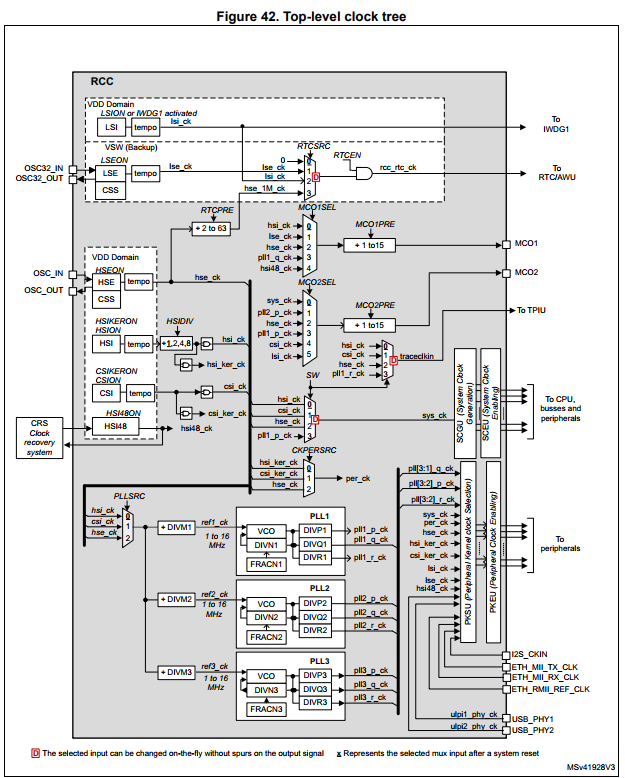 Figure 42. Top-level clock tree
RCC
VDD Domain
LSION or IWDG1 activated
LSI
tempo
lsi_ck
To
IWDG1
VSW (Backup)
LSEON
OSC32_IN
OSC32_OUT
LSE
tempo
CSS
lse_ck
RTCSRC
0
lse_ck
1
lsi_ck
2
hse_1M_ck
3
D
RTCEN
rcc_rtc_ck
To
RTC/AWU
RTCPRE
÷ 2 to 63
MCO1SEL
hsi_ck
0
lse_ck
1
hse_ck
2
pll1_q_ck
3
hsi48_ck
4
MCO1PRE
÷ 1 to15
MCO1
VDD Domain
HSEON
OSC_IN
OSC_OUT
HSE
tempo
CSS
hse_ck
MCO2SEL
sys_ck
0
pll2_p_ck
1
hse_ck
2
pll1_p_ck
3
csi_ck
4
lsi_ck
5
MCO2PRE
÷ 1 to15
MCO2
To TPIU
HSIKERON
HSION
HSI
tempo
HSIDIV
÷1,2,4,8
hsi_ck
hsi_ker_ck
hsi_ck
0
csi_ck
1
hse_ck
2
pll1_r_ck
3
D
traceclkin
CSIKERON
CSION
CSI
tempo
csi_ck
csi_ker_ck
SW
hsi_ck
0
csi_ck
1
hse_ck
2
pll1_p_ck
3
D
sys_ck
SCGU (System Clock Generation)
SCEU (System Clock Enabling)
To CPU,
busses and
peripherals
CRS
Clock
recovery
system
HSI48ON
HSI48
hsi48_ck
CKPERSRC
hsi_ker_ck
0
csi_ker_ck
1
hse_ck
2
per_ck
PLLSRC
hsi_ck
0
csi_ck
1
hse_ck
2
÷ DIVM1
ref1_ck
1 to 16
MHz
PLL1
VCO
DIVN1
FRACN1
DIVP1
DIVQ1
DIVR1
pll1_p_ck
pll1_q_ck
pll1_r_ck
÷ DIVM2
ref2_ck
1 to 16
MHz
PLL2
VCO
DIVN2
FRACN2
DIVP2
DIVQ2
DIVR2
pll2_p_ck
pll2_q_ck
pll2_r_ck
÷ DIVM3
ref3_ck
1 to 16
MHz
PLL3
VCO
DIVN3
FRACN3
DIVP3
DIVQ3
DIVR3
pll3_p_ck
pll3_q_ck
pll3_r_ck
pll[3:1]_q_ck
pll[3:2]_p_ck
pll[3:2]_r_ck
sys_ck
per_ck
hse_ck
hsi_ker_ck
csi_ker_ck
lsi_ck
lse_ck
hsi48_ck
PKSU (Peripheral Kernel clock Selection)
PKEU (Peripheral Clock Enabling)
To
peripherals
I2S_CKIN
ETH_MII_TX_CLK
ETH_MII_RX_CLK
ETH_RMII_REF_CLK
ulpi1_phy_ck
USB_PHY1
ulpi2_phy_ck
USB_PHY2
D The selected input can be changed on-the-fly without spurs on the output signal
x Represents the selected mux input after a system reset
MSv41928V3